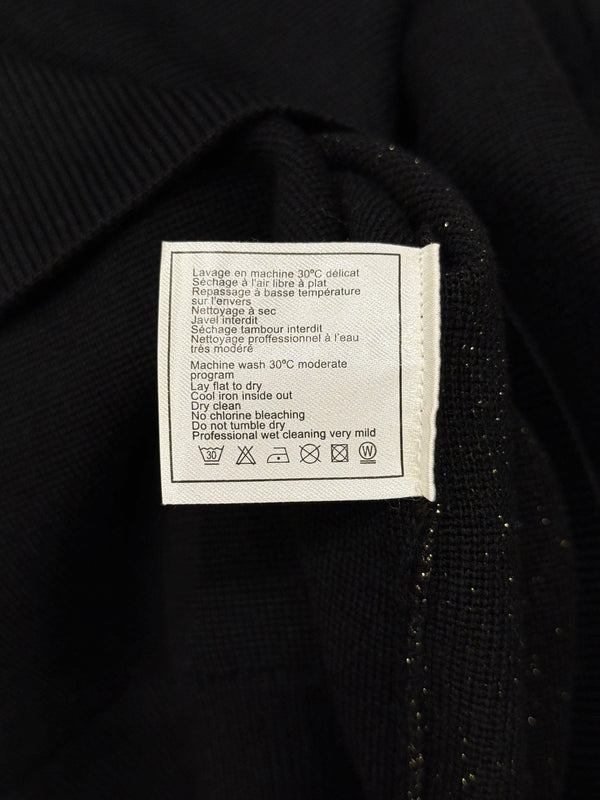 Lavage en machine 30ºC délicat
Séchage à l'air libre à plat
Repassage à basse température
sur l'envers
Nettoyage à sec
Javel interdit
Séchage tambour interdit
Nettoyage proffessionnel à l'eau
très modéré
Machine wash 30ºC moderate
program
Lay flat to dry
Cool iron inside out
Dry clean
No chlorine bleaching
Do not tumble dry
Professional wet cleaning very mild
30 W